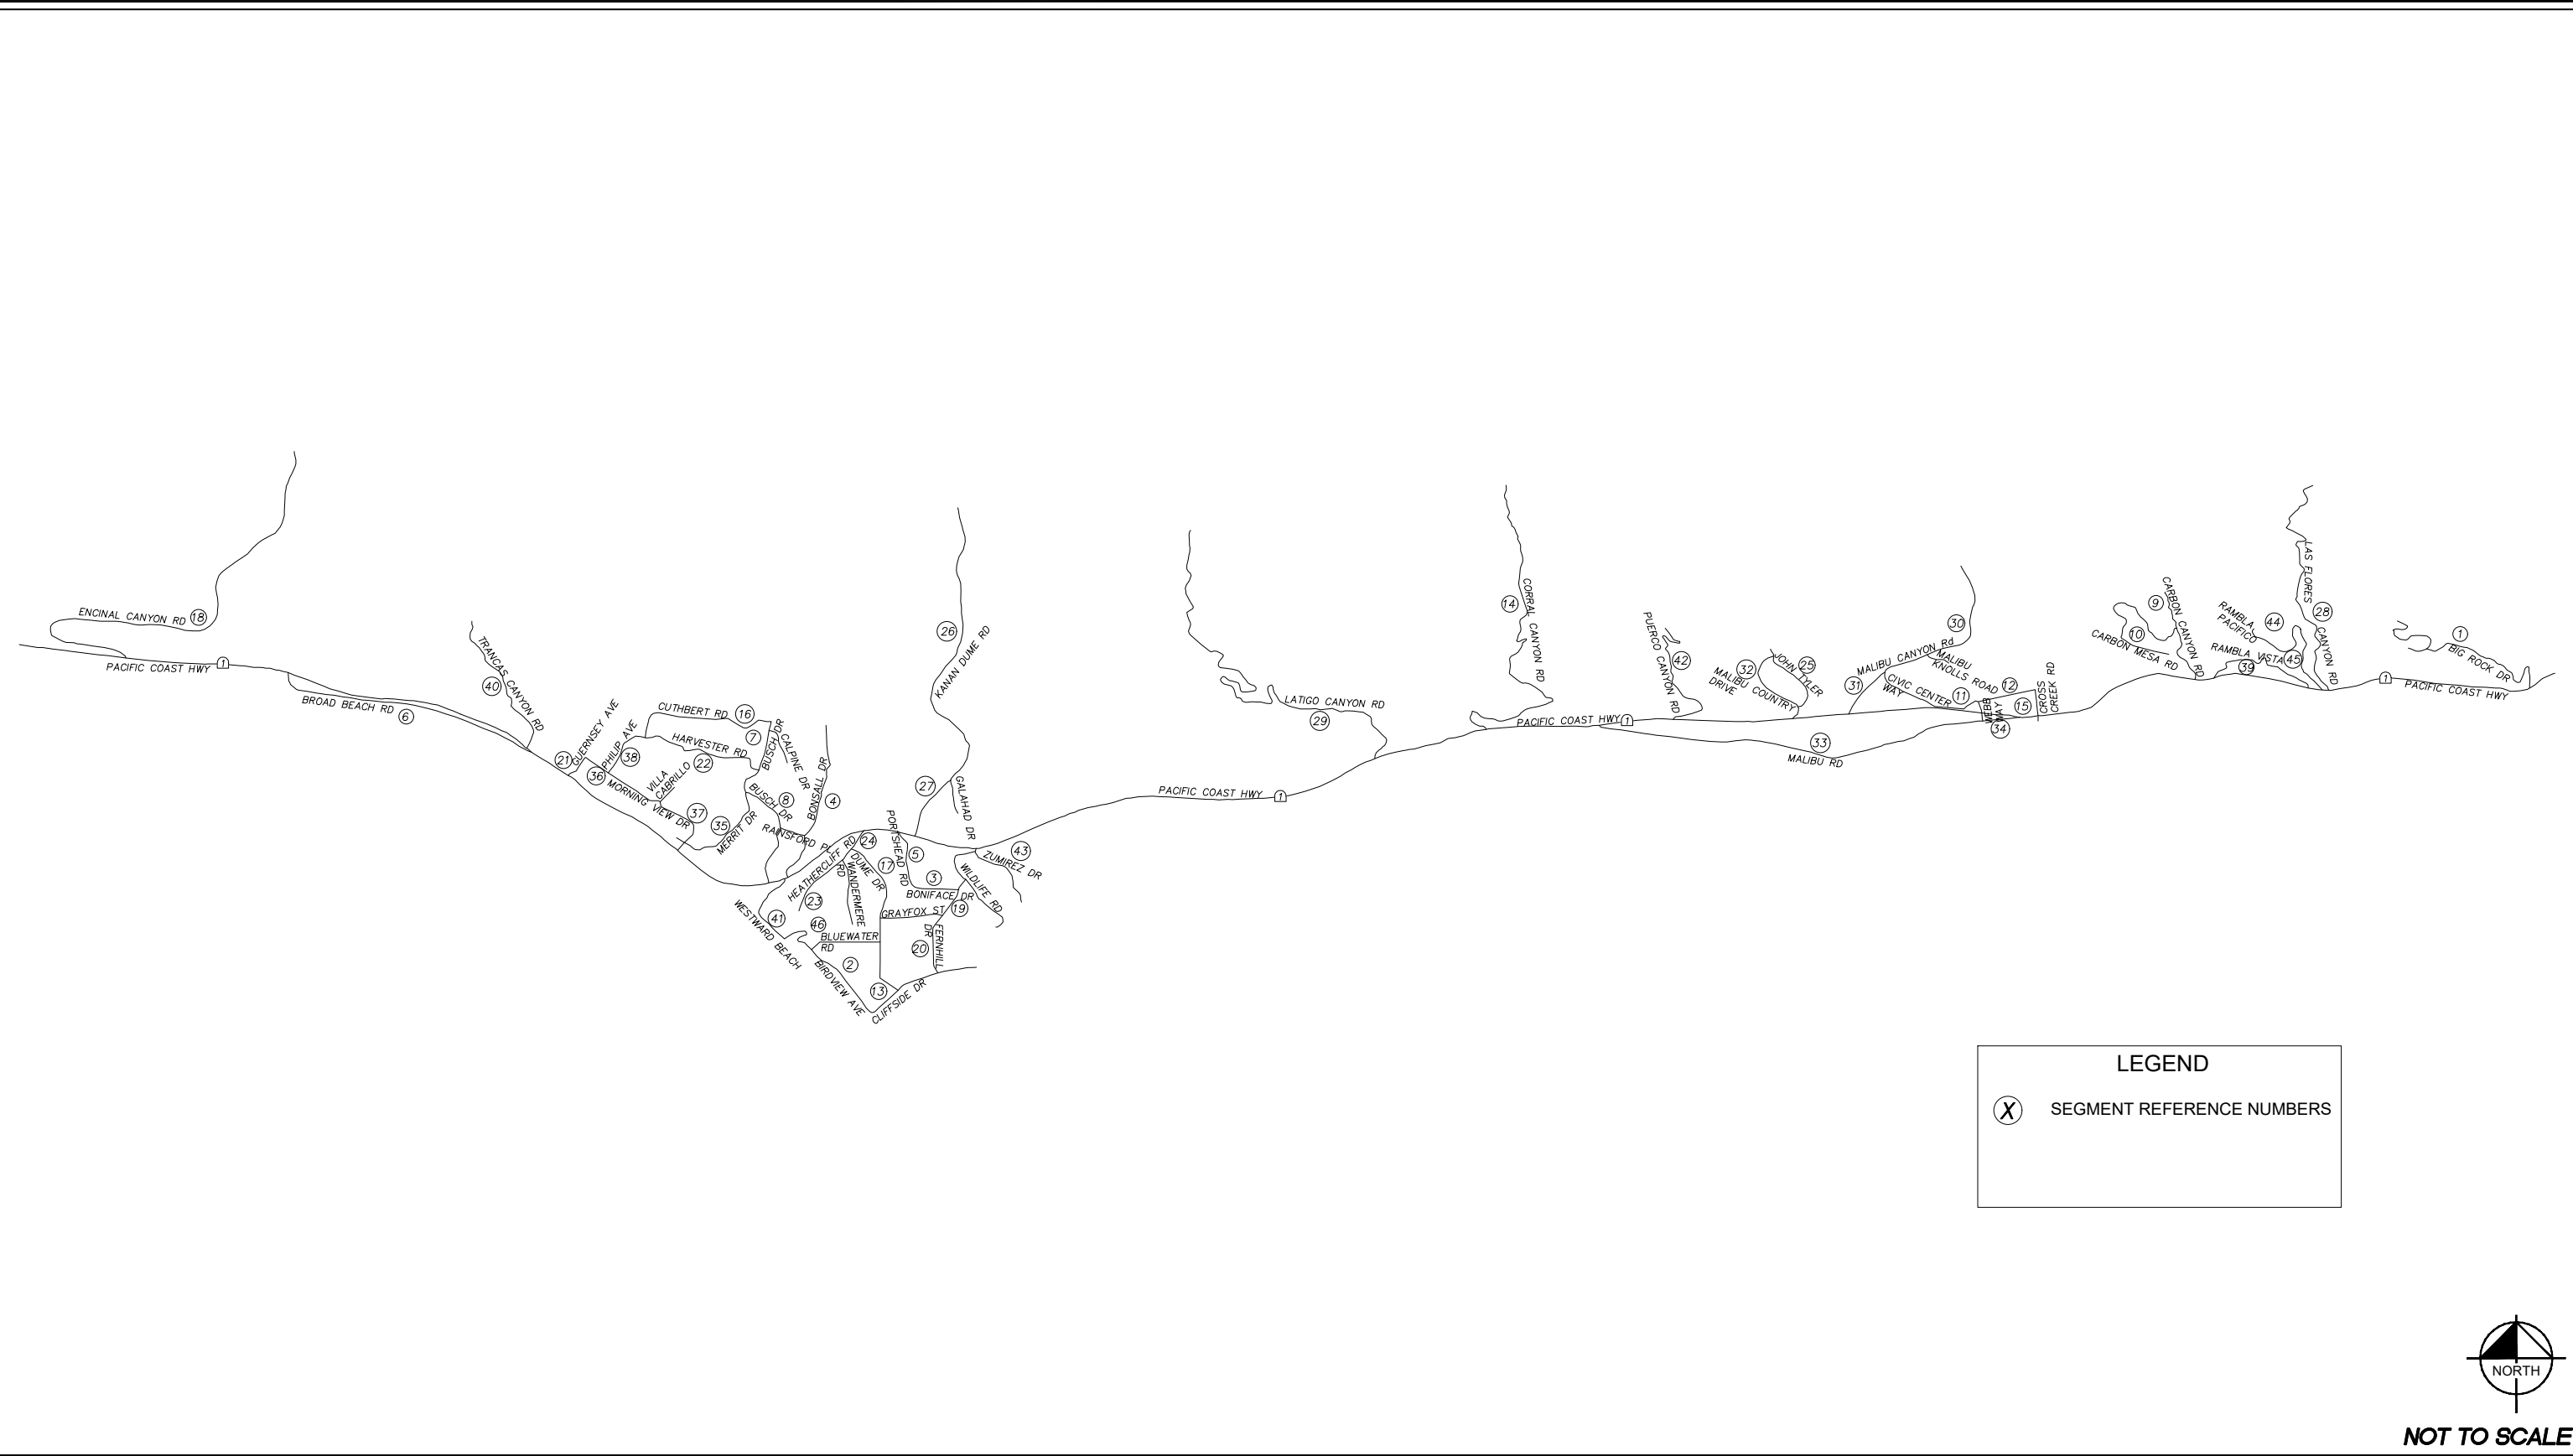 ENCINAL CANYON RD 18
PACIFIC COAST HWY 1
BROAD BEACH RD 6
TRANCAS CANYON RD
40
21
GUERNSEY AVE
36
PHILIP AVE
38
CUTHBERT RD 16
7
HARVESTER RD
22
VILLA
CABRILLO
MORNING VIEW DR
37
35
MERRIT DR
BUSCH DR
CALPINE DR
BUSCH DR
8
BONSALL DR
4
RAINSFORD PL
HEATHERCLIFF RD
24
23
DUME DR
17
WANDERMERE
RD
PORTSHEAD RD
5
3
BONIFACE DR
GRAYFOX ST 19
WILDLIFE RD
ZUMIREZ DR
43
WESTWARD BEACH
41
46
BLUEWATER
RD
2
BIRDVIEW AVE
13
CLIFFSIDE DR
20
FERNHILL
DR
26
KANAN DUME RD
27
GALAHAD DR
PACIFIC COAST HWY 1
LATIGO CANYON RD
29
14
CORRAL CANYON RD
PACIFIC COAST HWY 1
PUERCO CANYON RD
42
32
MALIBU COUNTRY
DRIVE
JOHN TYLER
25
33
MALIBU RD
MALIBU CANYON Rd
30
31
MALIBU
KNOLLS ROAD
12
CIVIC CENTER
WAY
11
WEBB
WAY
34
15
CROSS
CREEK RD
9
CARBON CANYON RD
10
CARBON MESA RD
RAMBLA
PACIFICO
44
RAMBLA VISTA 45
39
LAS FLORES
28
CANYON RD
1
BIG ROCK DR
1
PACIFIC COAST HWY
LEGEND
X SEGMENT REFERENCE NUMBERS
NORTH
NOT TO SCALE